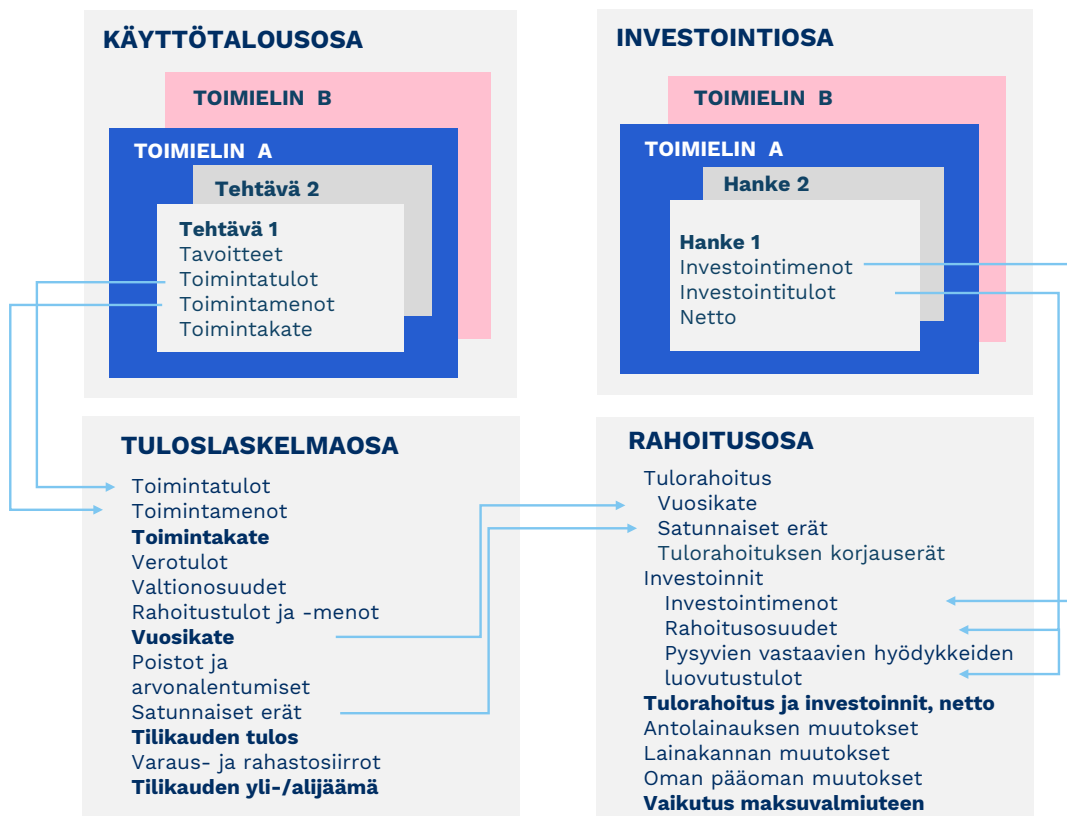 KÄYTTÖTALOUSOSA
TOIMIELIN B
TOIMIELIN A
Tehtävä 2
Tehtävä 1
Tavoitteet
Toimintatulot
Toimintamenot
Toimintakate
INVESTOINTIOSA
TOIMIELIN B
TOIMIELIN A
Hanke 2
Hanke 1
Investointimenot
Investointitulot
Netto
TULOSLASKELMAOSA
Toimintatulot
Toimintamenot
Toimintakate
Verotulot
Valtionosuudet
Rahoitustulot ja -menot
Vuosikate
Poistot ja
arvonalentumiset
Satunnaiset erät
Tilikauden tulos
Varaus- ja rahastosiirrot
Tilikauden yli-/alijäämä
RAHOITUSOSA
Tulorahoitus
Vuosikate
Satunnaiset erät
Tulorahoituksen korjauserät
Investoinnit
Investointimenot
Rahoitusosuudet
Pysyvien vastaavien hyödykkeiden
luovutustulot
Tulorahoitus ja investoinnit, netto
Antolainauksen muutokset
Lainakannan muutokset
Oman pääoman muutokset
Vaikutus maksuvalmiuteen